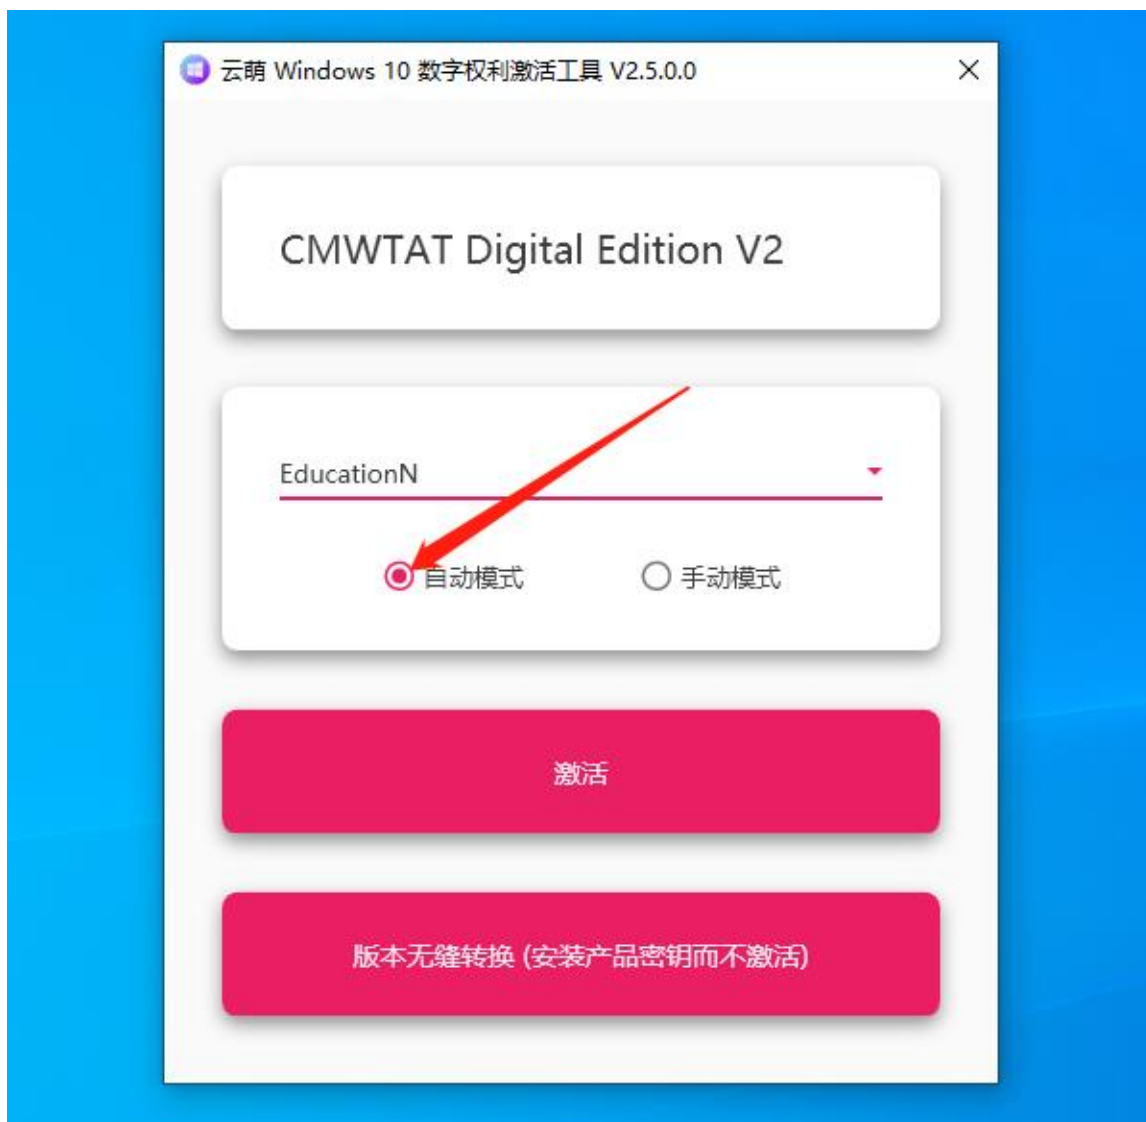 云萌 Windows 10 数字权利激活工具 V2.5.0.0
CMWTAT Digital Edition V2
EducationN
自动模式 手动模式
激活
版本无缝转换 (安装产品密钥而不激活)